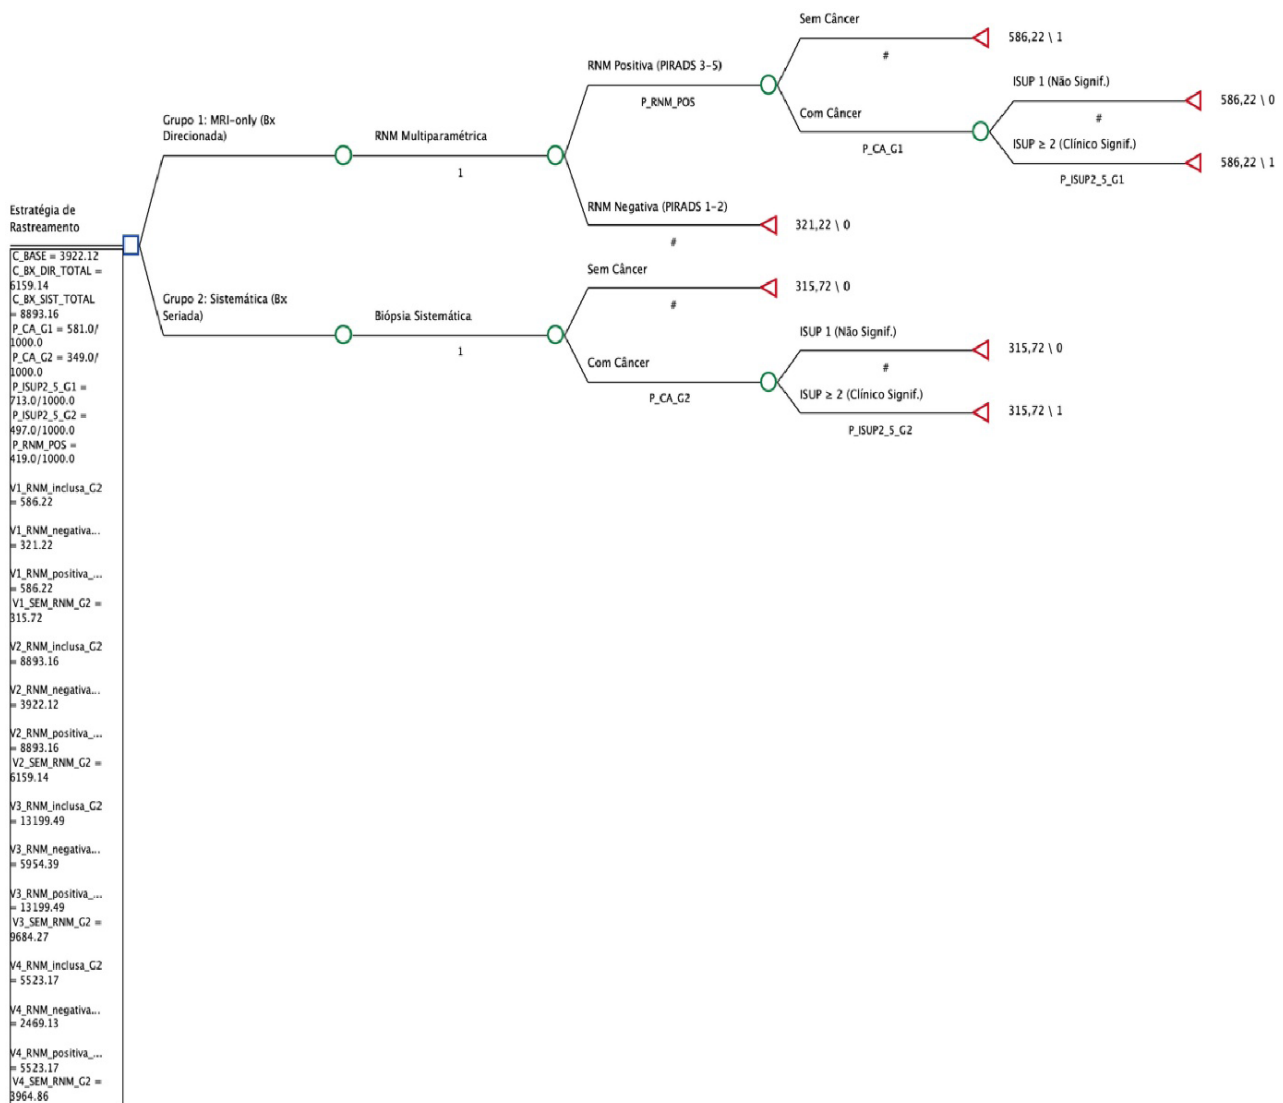 Estratégia de
Rastreamento
C_BASE = 3922.12
C_BX_DIR_TOTAL =
6159.14
C_BX_SIST_TOTAL
= 8893.16
P_CA_G1 = 581.0/
1000.0
P_CA_G2 = 349.0/
1000.0
P_ISUP2_5_G1 =
713.0/1000.0
P_ISUP2_5_G2 =
497.0/1000.0
P_RNM_POS =
419.0/1000.0
V1_RNM_inclusa_G2
= 586.22
V1_RNM_negativa...
= 321.22
V1_RNM_positiva_...
= 586.22
V1_SEM_RNM_G2 =
315.72
V2_RNM_inclusa_G2
= 8893.16
V2_RNM_negativa...
= 3922.12
V2_RNM_positiva_...
= 8893.16
V2_SEM_RNM_G2 =
6159.14
V3_RNM_inclusa_G2
= 13199.49
V3_RNM_negativa...
= 5954.39
V3_RNM_positiva_...
= 13199.49
V3_SEM_RNM_G2 =
9684.27
V4_RNM_inclusa_G2
= 5523.17
V4_RNM_negativa...
= 2469.13
V4_RNM_positiva_...
= 5523.17
V4_SEM_RNM_G2 =
3964.86
Grupo 1: MRI-only (Bx
Direcionada)
RNM Multiparamétrica
1
RNM Positiva (PIRADS 3-5)
P_RNM_POS
Sem Câncer
#
586,22 \ 1
Com Câncer
P_CA_G1
ISUP 1 (Não Signif.)
#
586,22 \ 0
ISUP ≥ 2 (Clínico Signif.)
P_ISUP2_5_G1
586,22 \ 1
RNM Negativa (PIRADS 1-2)
#
321,22 \ 0
Grupo 2: Sistemática (Bx
Seriada)
Biópsia Sistemática
1
Sem Câncer
#
315,72 \ 0
Com Câncer
P_CA_G2
ISUP 1 (Não Signif.)
#
315,72 \ 0
ISUP ≥ 2 (Clínico Signif.)
P_ISUP2_5_G2
315,72 \ 1